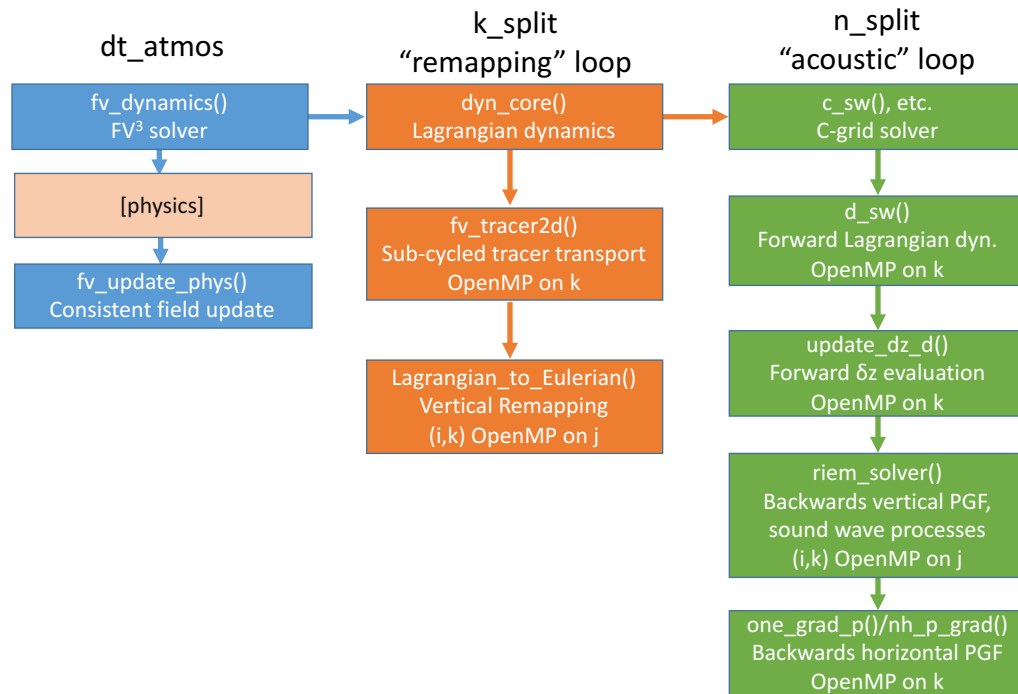 dt_atmos
fv_dynamics()
FV³ solver
[physics]
fv_update_phys()
Consistent field update
k_split
“remapping” loop
dyn_core()
Lagrangian dynamics
fv_tracer2d()
Sub-cycled tracer transport
OpenMP on k
Lagrangian_to_Eulerian()
Vertical Remapping
(i,k) OpenMP on j
n_split
“acoustic” loop
c_sw(), etc.
C-grid solver
d_sw()
Forward Lagrangian dyn.
OpenMP on k
update_dz_d()
Forward δz evaluation
OpenMP on k
riem_solver()
Backwards vertical PGF,
sound wave processes
(i,k) OpenMP on j
one_grad_p()/nh_p_grad()
Backwards horizontal PGF
OpenMP on k